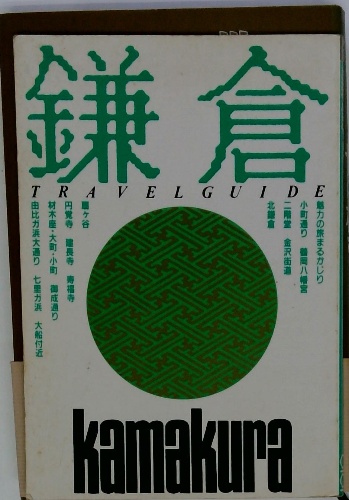 鎌倉
TRAVEL GUIDE
魅力の旅まるかじり
小町通り 鶴岡八幡宮
二階堂 金沢街道
北鎌倉
扇ヶ谷
円覚寺 建長寺 寿福寺
材木座・大町・小町 御成通り
由比ガ浜大通り 七里ガ浜 大船付近
kamakura